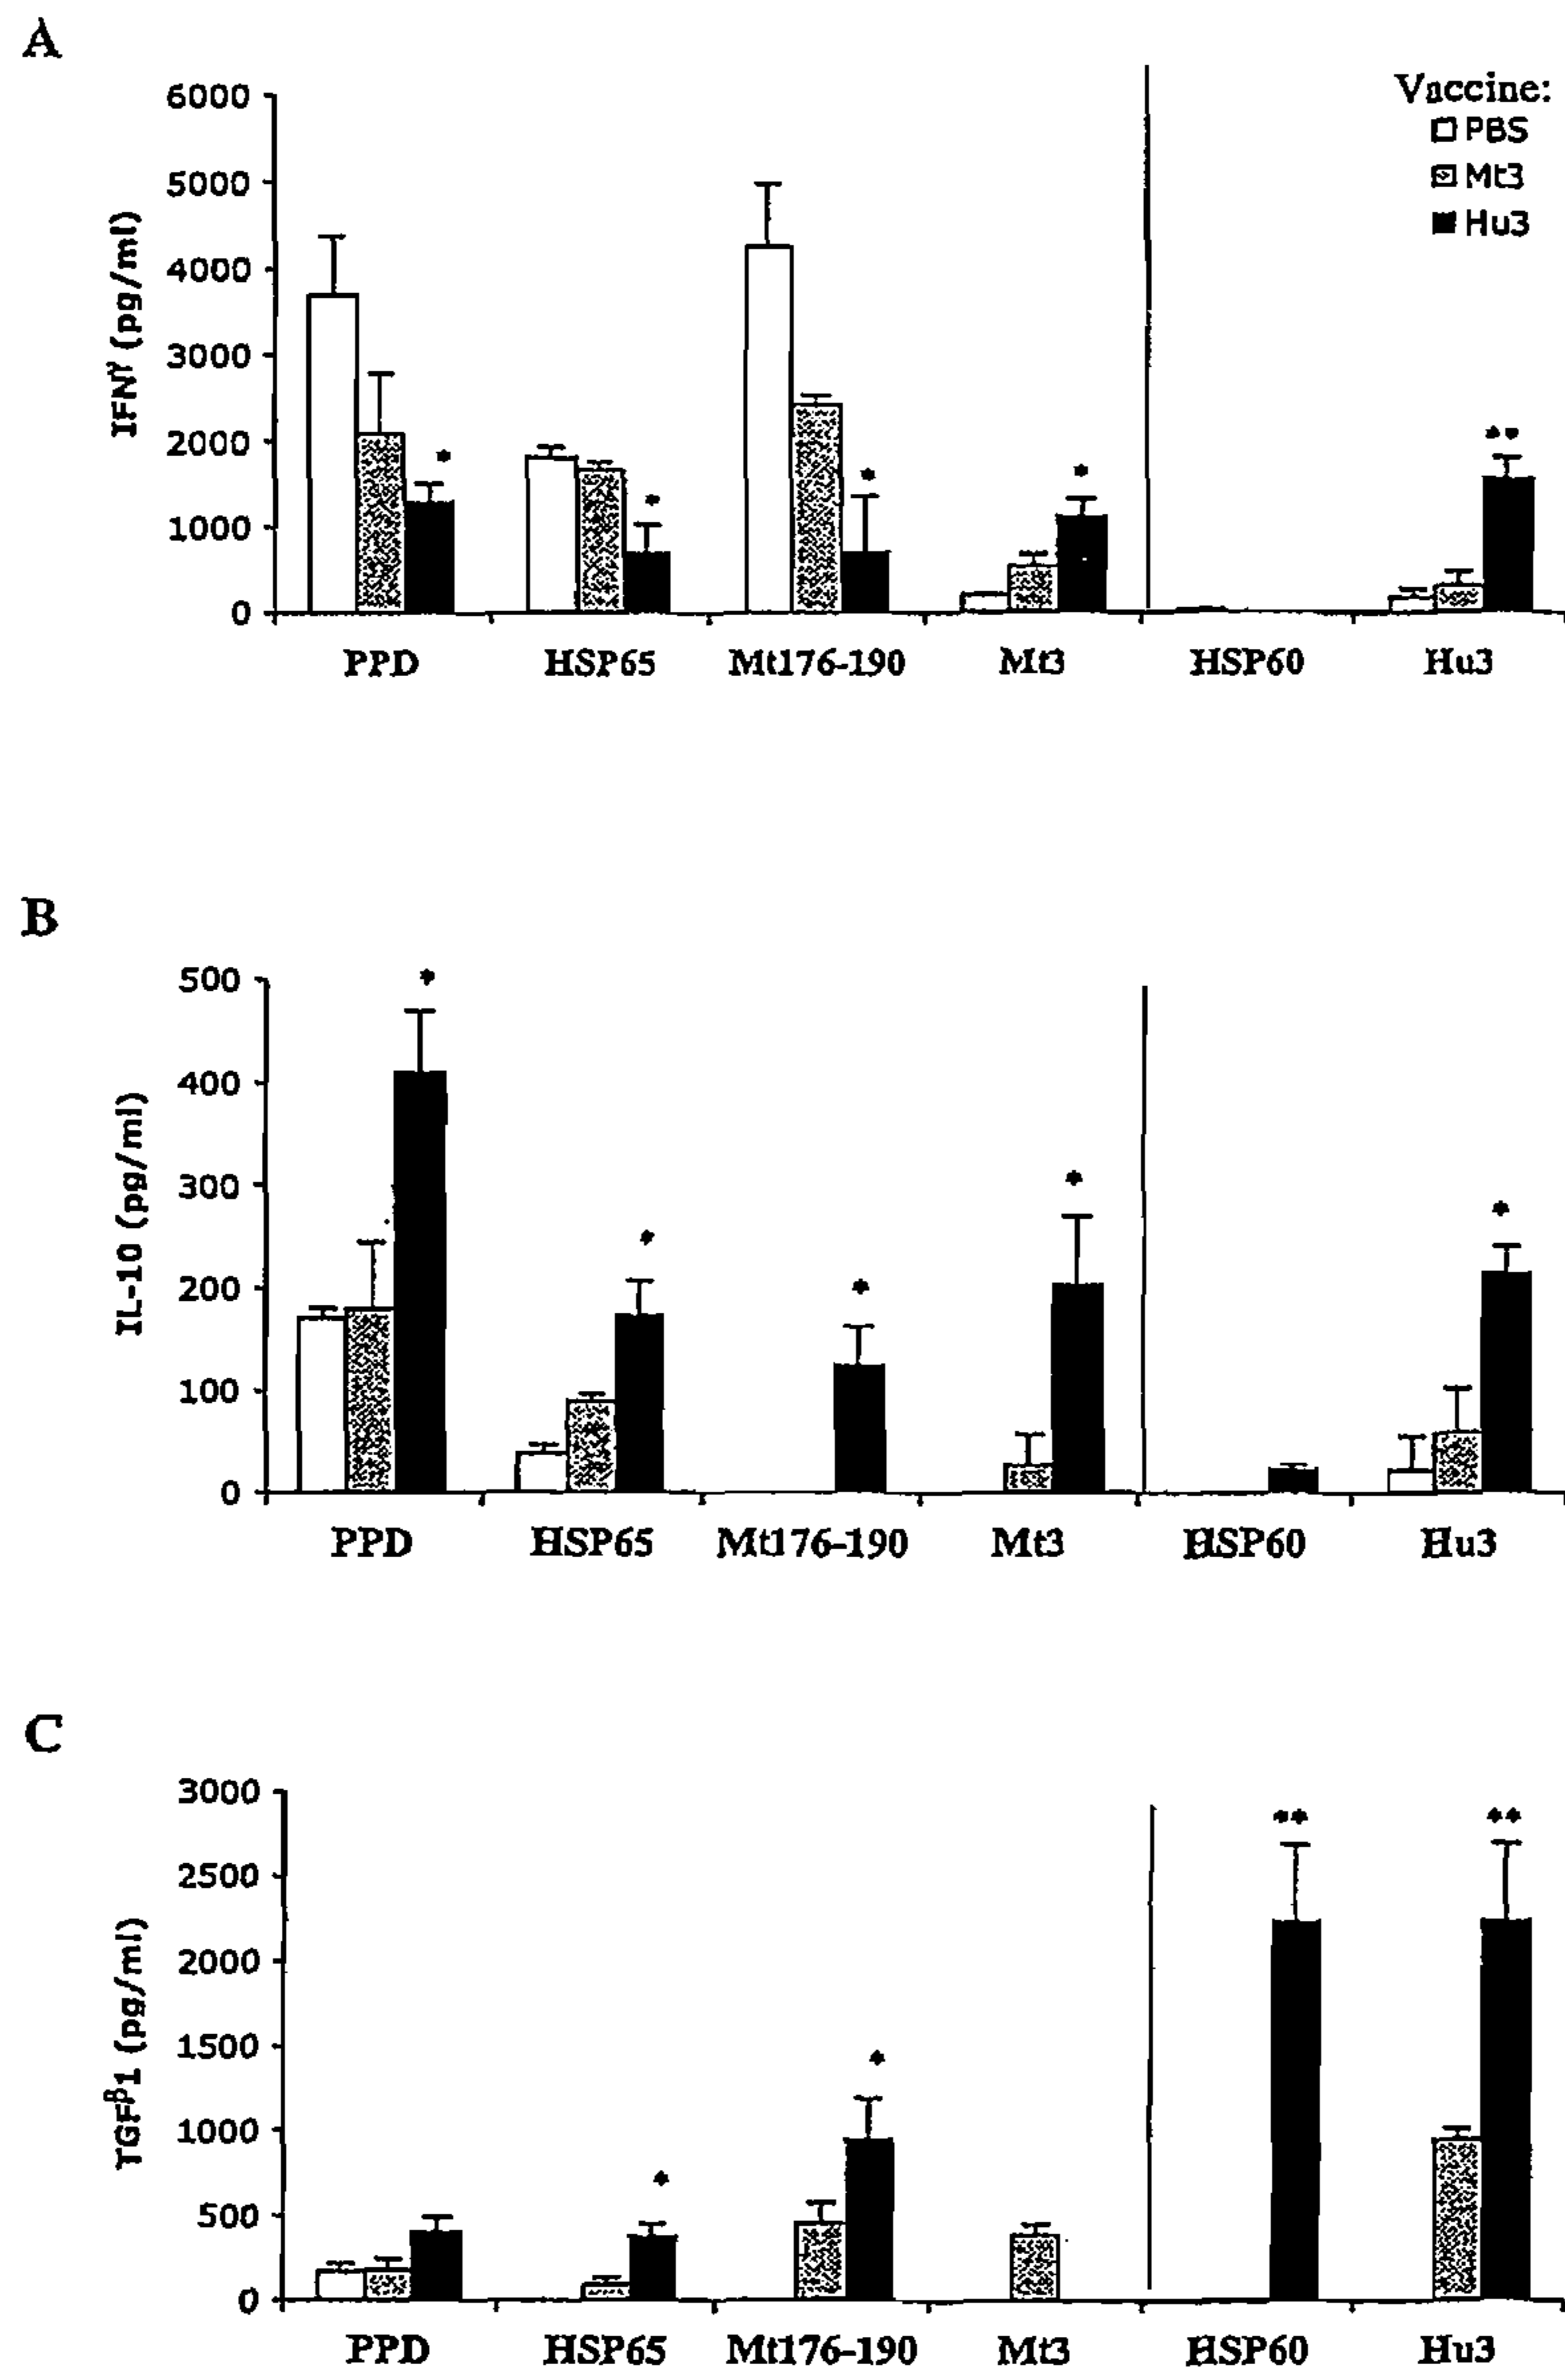 A
Vaccine:
PBS
Mt3
Hu3
IFNγ (pg/ml)
6000
5000
4000
3000
2000
1000
0
*
*
*
*
**
PPD HSP65 Mt176-190 Mt3 HSP60 Hu3
B
IL-10 (pg/ml)
500
400
300
200
100
0
*
*
*
*
*
PPD HSP65 Mt176-190 Mt3 HSP60 Hu3
C
TGFβ1 (pg/ml)
3000
2500
2000
1500
1000
500
0
*
*
**
**
PPD HSP65 Mt176-190 Mt3 HSP60 Hu3